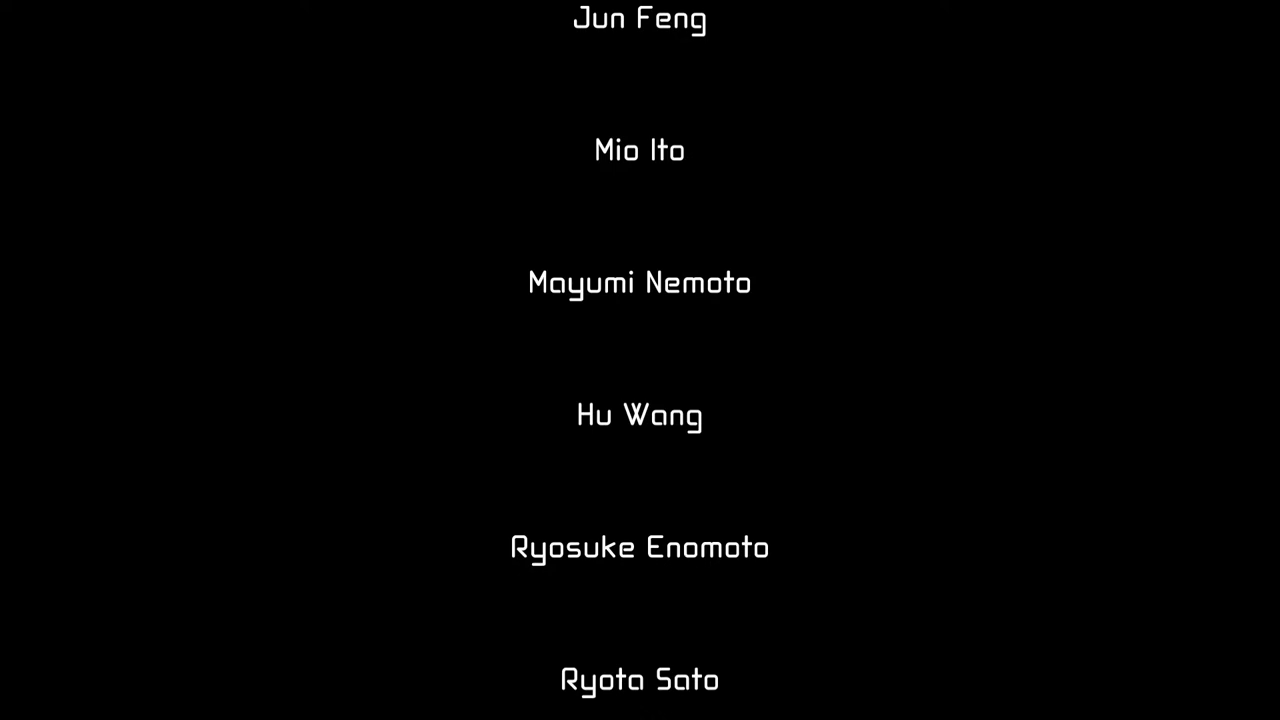 Jun Feng
Mio Ito
Mayumi Nemoto
Hu Wang
Ryosuke Enomoto
Ryota Sato